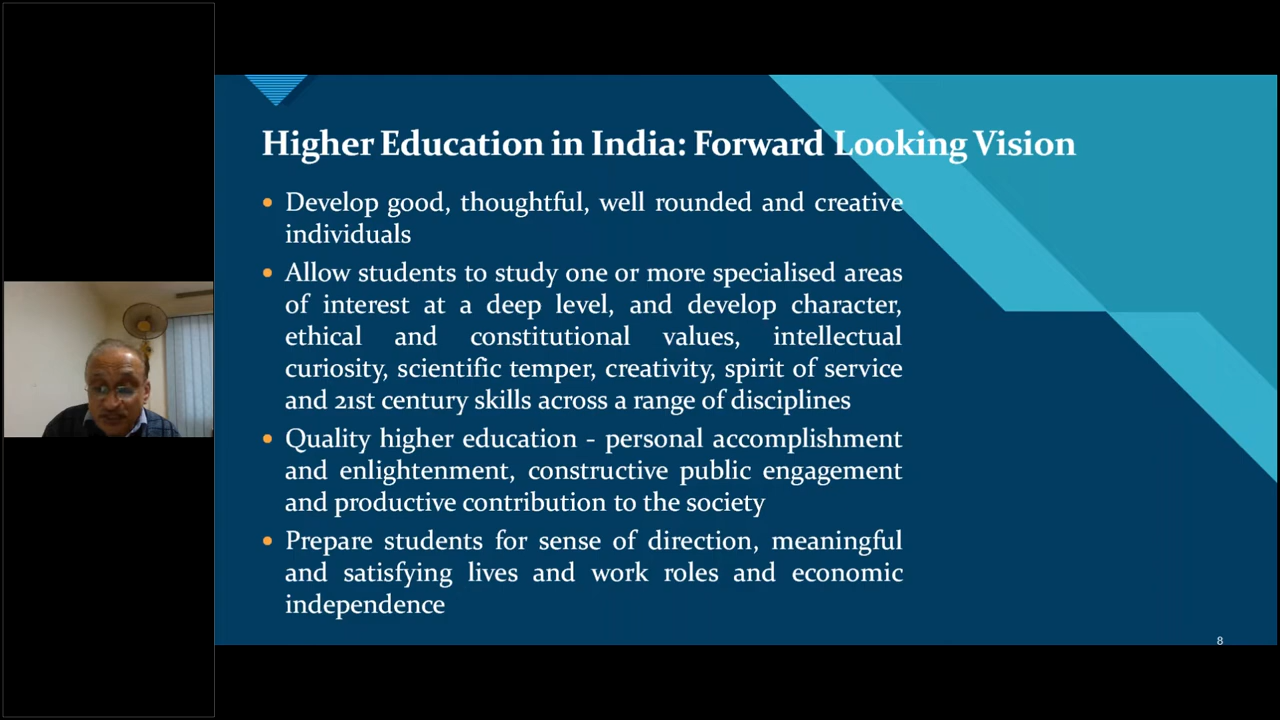 Higher Education in India: Forward Looking Vision
• Develop good, thoughtful, well rounded and creative
individuals
• Allow students to study one or more specialised areas
of interest at a deep level, and develop character,
ethical and constitutional values, intellectual
curiosity, scientific temper, creativity, spirit of service
and 21st century skills across a range of disciplines
• Quality higher education - personal accomplishment
and enlightenment, constructive public engagement
and productive contribution to the society
• Prepare students for sense of direction, meaningful
and satisfying lives and work roles and economic
independence
8